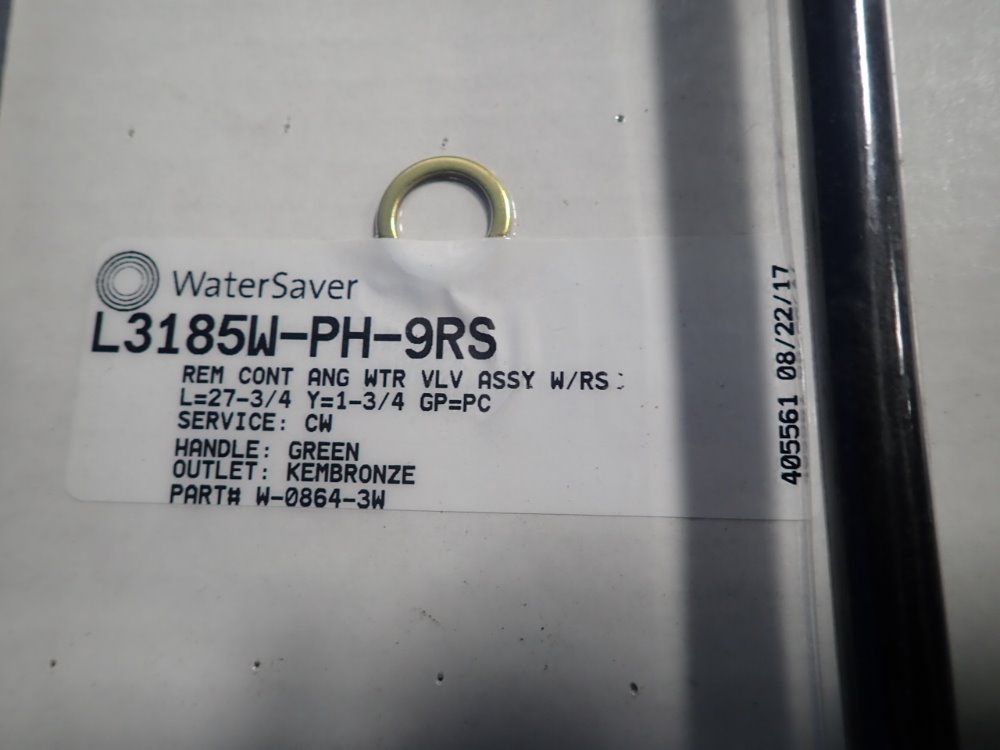 WaterSaver
L3185W-PH-9RS
REM CONT ANG WTR VLV ASSY W/RS:
L=27-3/4 Y=1-3/4 GP=PC
SERVICE: CW
HANDLE: GREEN
OUTLET: KEMBRONZE
PART# W-0864-3W
405561 08/22/17